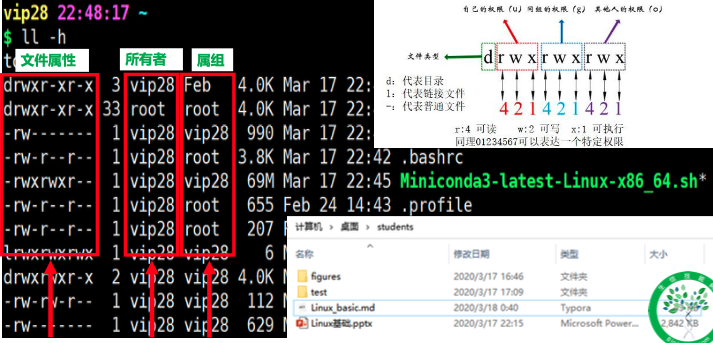 vip28 22:48:17 ~
$ ll -h
文件属性
所有者
属组
drwxr-xr-x 3 vip28 Feb 4.0K Mar 17 22:4
drwxr-xr-x 33 root root 4.0K Mar 17 22:
-rw------- 1 vip28 vip28 990 Mar 17 22:
-rw-r--r-- 1 vip28 root 3.8K Mar 17 22:42 .bashrc
-rwxrwxr-- 1 vip28 vip28 69M Mar 17 22:45 Miniconda3-latest-Linux-x86_64.sh*
-rw-r--r-- 1 vip28 root 655 Feb 24 14:43 .profile
-rw-r--r-- 1 vip28 root 207
lrwxrwxrwx 1 vip28 vip28 6
drwxrwxr-x 2 vip28 vip28 4.0K
-rw-rw-r-- 1 vip28 vip28 112
-rw-rw-r-- 1 vip28 vip28 629
自己的权限 (u) 同组的权限 (g) 其他人的权限 (o)
文件类型
d r w x r w x r w x
d: 代表目录
l: 代表链接文件
-: 代表普通文件
4 2 1 4 2 1 4 2 1
r:4 可读 w:2 可写 x:1 可执行
同理01234567可以表达一个特定权限
计算机 桌面 students
名称 修改日期 类型 大小
figures 2020/3/17 16:46 文件夹
test 2020/3/17 17:09 文件夹
Linux_basic.md 2020/3/18 0:40 Typora
Linux基础.pptx 2020/3/17 22:15 Microsoft Power... 2,842 KB